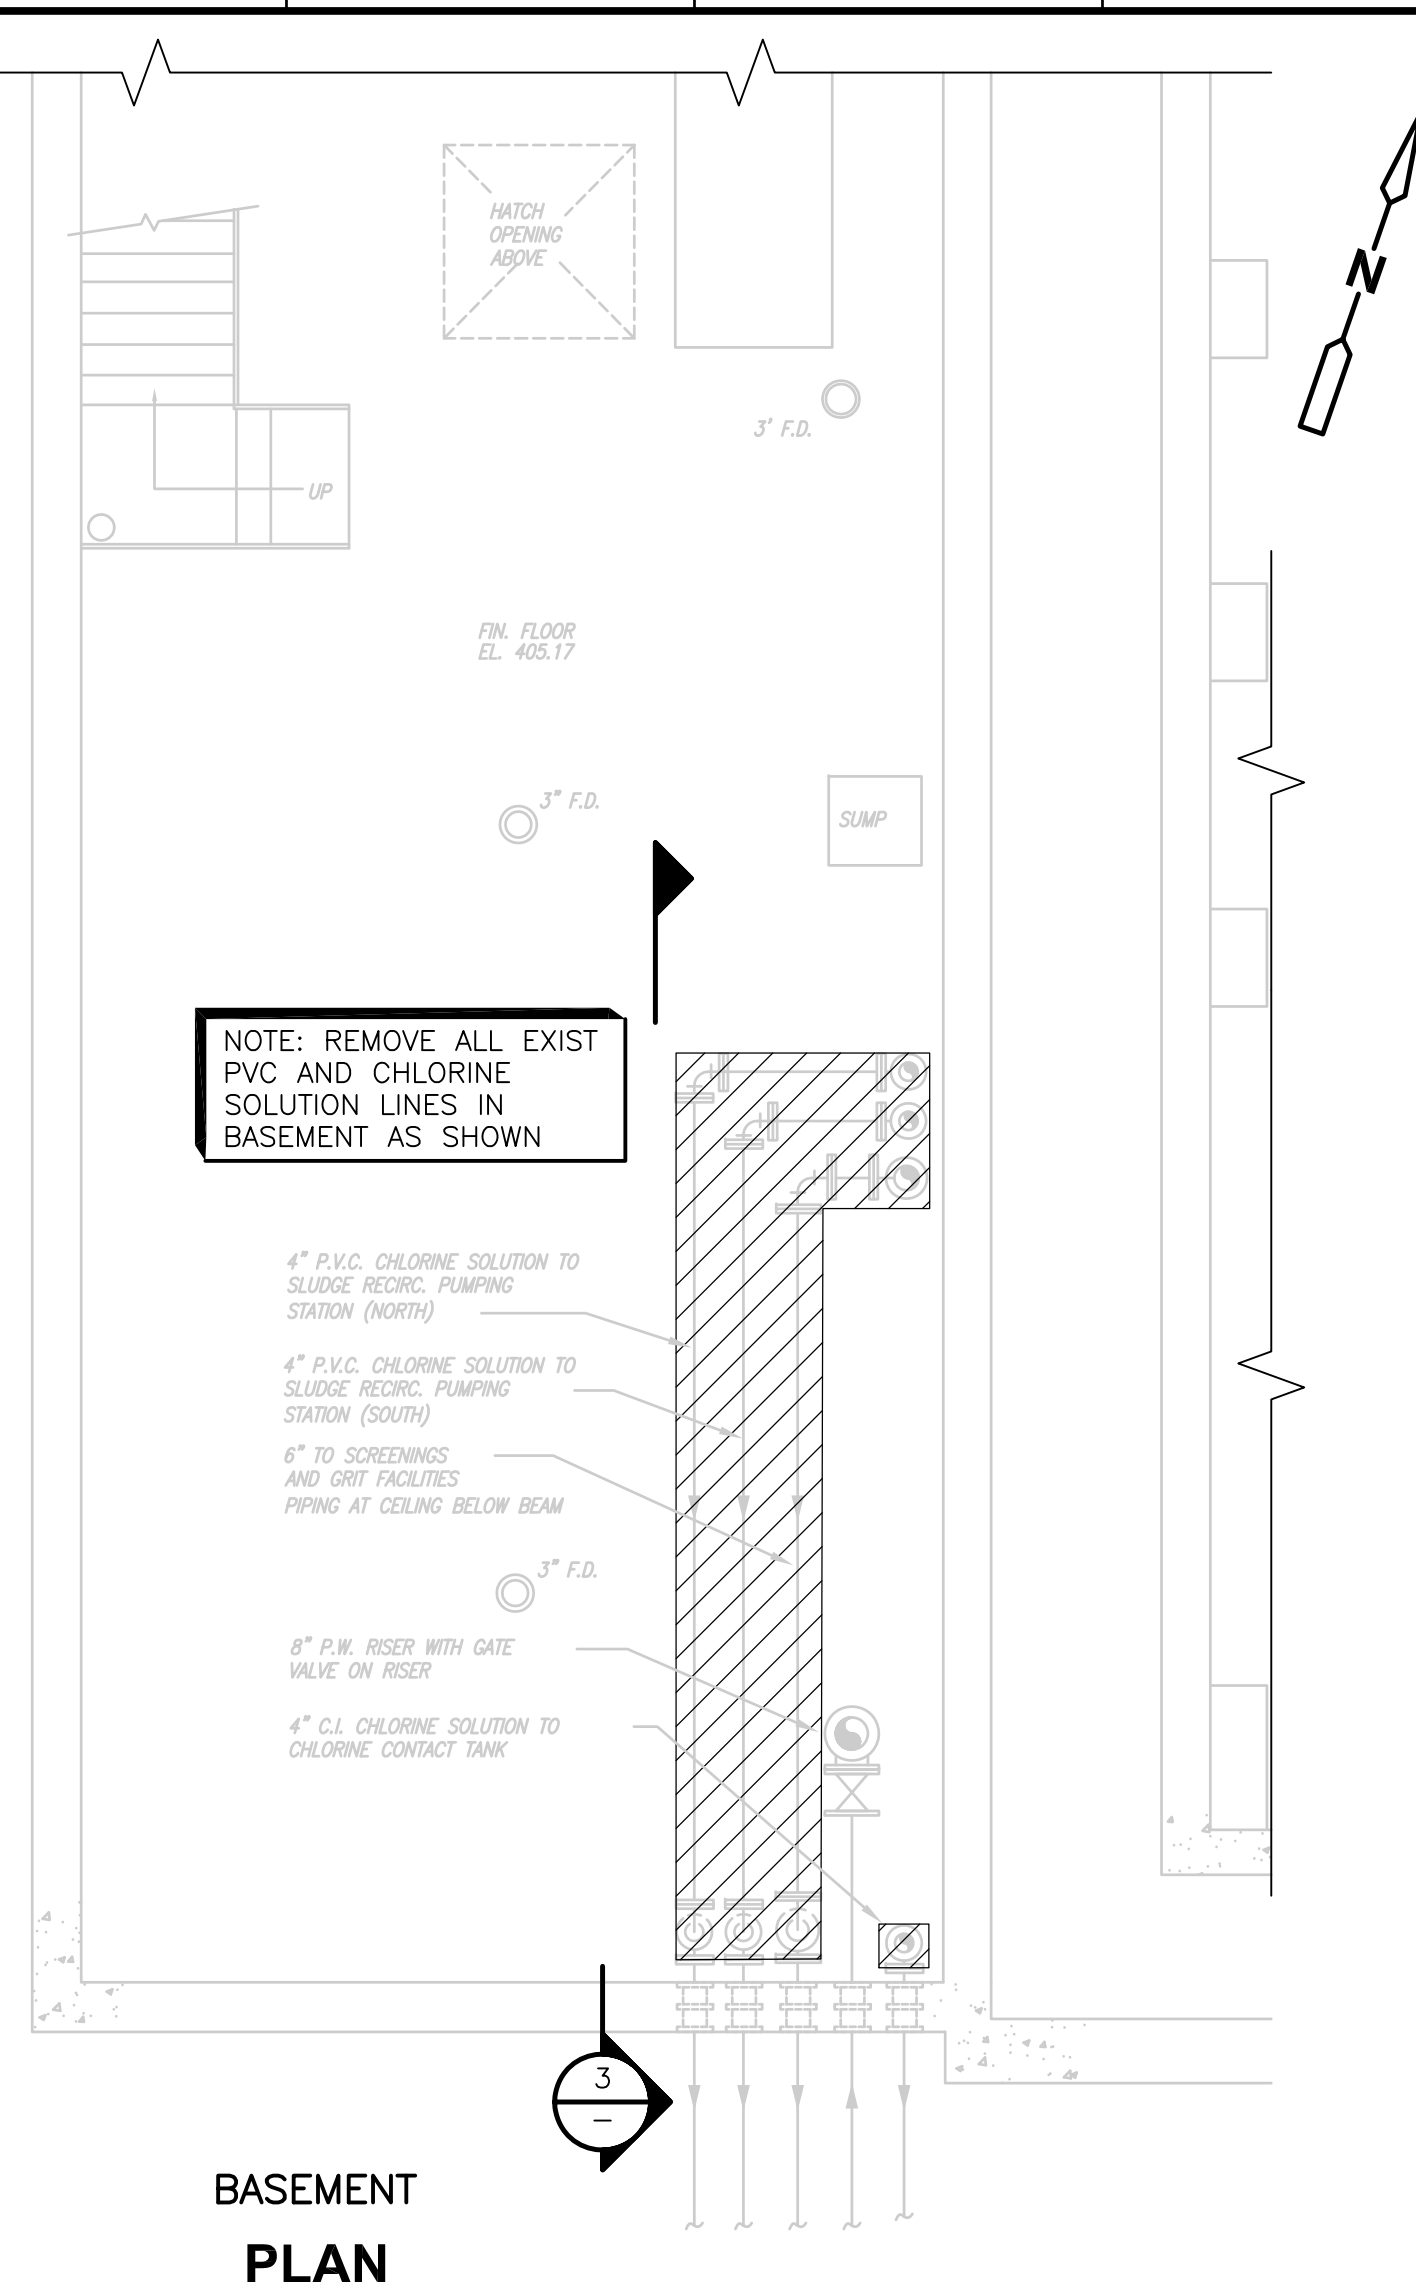 HATCH
OPENING
ABOVE
N
3' F.D.
UP
FIN. FLOOR
EL. 405.17
3" F.D.
SUMP
NOTE: REMOVE ALL EXIST
PVC AND CHLORINE
SOLUTION LINES IN
BASEMENT AS SHOWN
4" P.V.C. CHLORINE SOLUTION TO
SLUDGE RECIRC. PUMPING
STATION (NORTH)
4" P.V.C. CHLORINE SOLUTION TO
SLUDGE RECIRC. PUMPING
STATION (SOUTH)
6" TO SCREENINGS
AND GRIT FACILITIES
PIPING AT CEILING BELOW BEAM
3" F.D.
8" P.W. RISER WITH GATE
VALVE ON RISER
4" C.I. CHLORINE SOLUTION TO
CHLORINE CONTACT TANK
3
–
BASEMENT
PLAN